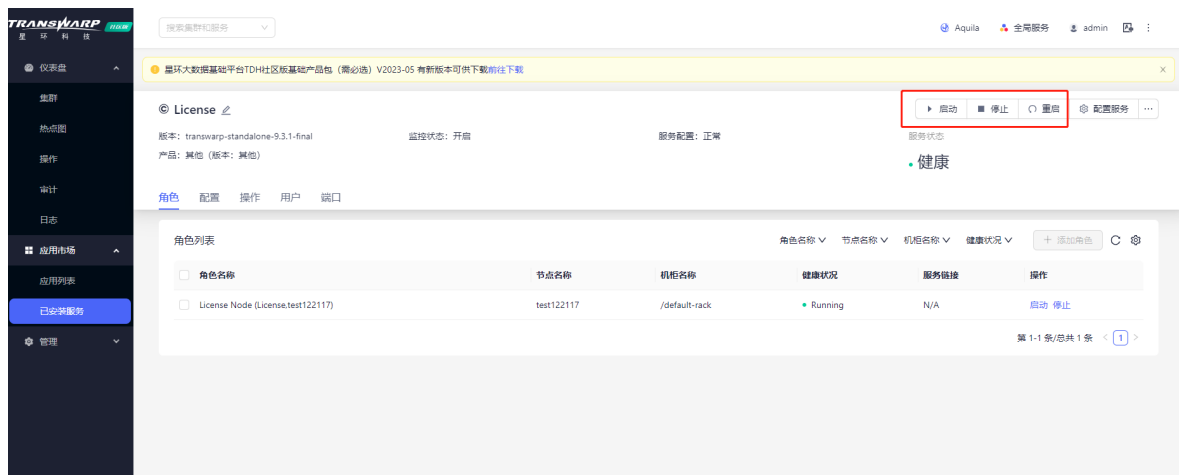 TRANSWARP 社区版
星 环 科 技
搜索集群和服务
Aquila 全局服务 admin
仪表盘
集群
热点图
操作
审计
日志
应用市场
应用列表
已安装服务
管理
星环大数据基础平台TDH社区版基础产品包（需必选）V2023-05 有新版本可供下载前往下载
License
启动 停止 重启 配置服务 ...
版本：transwarp-standalone-9.3.1-final 监控状态：开启 服务配置：正常 服务状态
产品：其他（版本：其他） 健康
角色 配置 操作 用户 端口
角色列表 角色名称 节点名称 机柜名称 健康状况 + 添加角色
角色名称 节点名称 机柜名称 健康状况 服务链接 操作
License Node (License,test122117) test122117 /default-rack Running N/A 启动 停止
第 1-1 条/总共 1 条 < 1 >